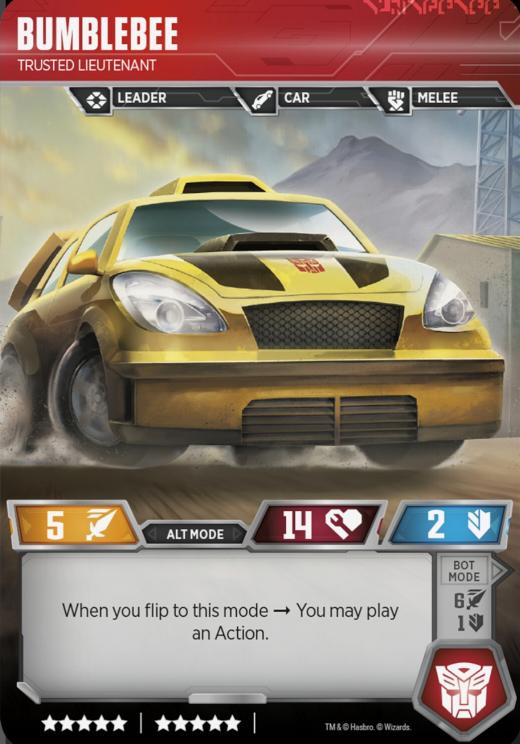 BUMBLEBEE
TRUSTED LIEUTENANT
LEADER CAR MELEE
5 ALT MODE 14 2
When you flip to this mode → You may play
an Action.
BOT
MODE
6
1
★★★★★ | ★★★★★ |
TM & © Hasbro. © Wizards.